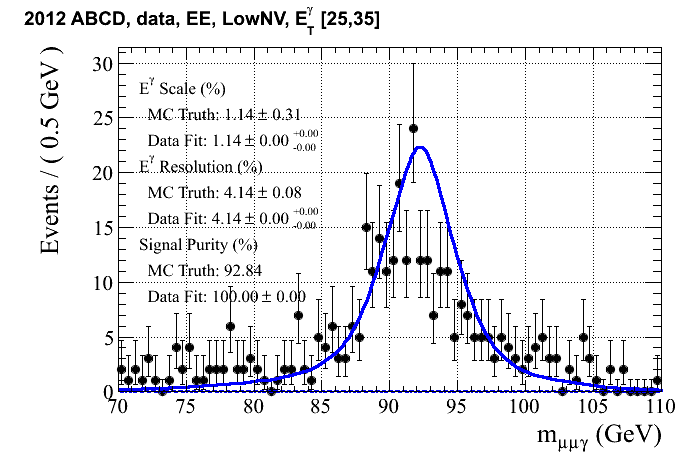 2012 ABCD, data, EE, LowNV, E_T^γ [25,35]
Events / ( 0.5 GeV )
30
25
20
15
10
5
0
E^γ Scale (%)
MC Truth: 1.14 ± 0.31
Data Fit: 1.14 ± 0.00 +0.00 -0.00
E^γ Resolution (%)
MC Truth: 4.14 ± 0.08
Data Fit: 4.14 ± 0.00 +0.00 -0.00
Signal Purity (%)
MC Truth: 92.84
Data Fit: 100.00 ± 0.00
70 75 80 85 90 95 100 105 110
m_μμγ (GeV)